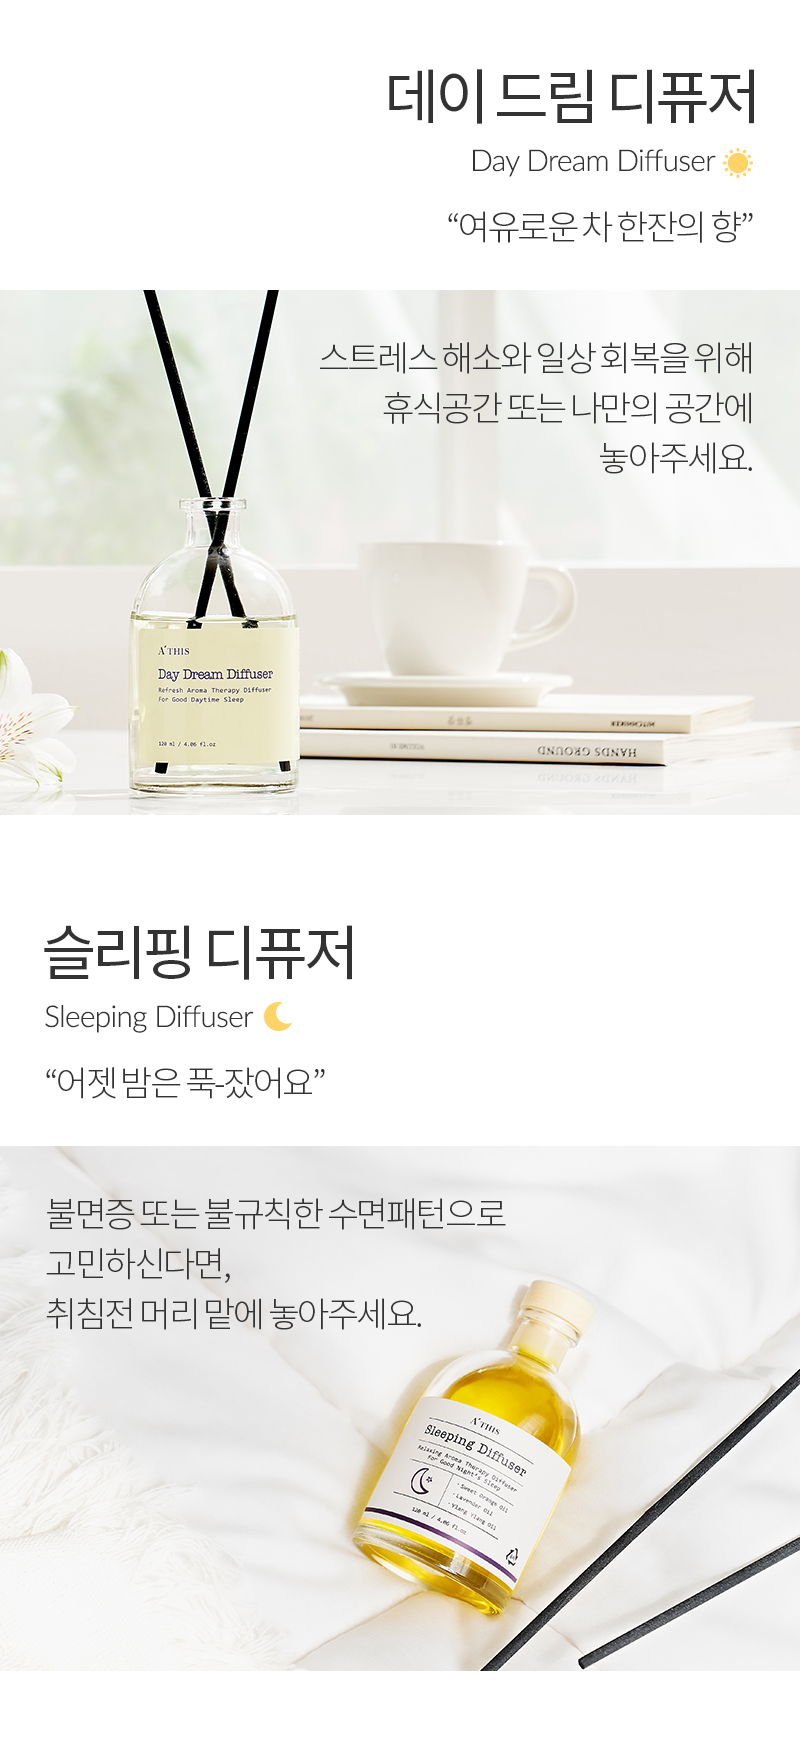 데이 드림 디퓨저
Day Dream Diffuser
“여유로운 차 한잔의 향”
스트레스 해소와 일상 회복을 위해
휴식공간 또는 나만의 공간에
놓아주세요.
A'THIS
Day Dream Diffuser
Refresh Aroma Therapy Diffuser
For Good Daytime Sleep
120 ml / 4.06 fl.oz
HITCHHIKER
HANDS GROUND
VOLUME 01
슬리핑 디퓨저
Sleeping Diffuser
“어젯 밤은 푹-잤어요”
불면증 또는 불규칙한 수면패턴으로
고민하신다면,
취침전 머리 맡에 놓아주세요.
A'THIS
Sleeping Diffuser
Relaxing Aroma Therapy Diffuser
For Good Night's Sleep
· Sweet Orange Oil
· Lavender Oil
· Ylang Ylang Oil
120 ml / 4.06 fl.oz